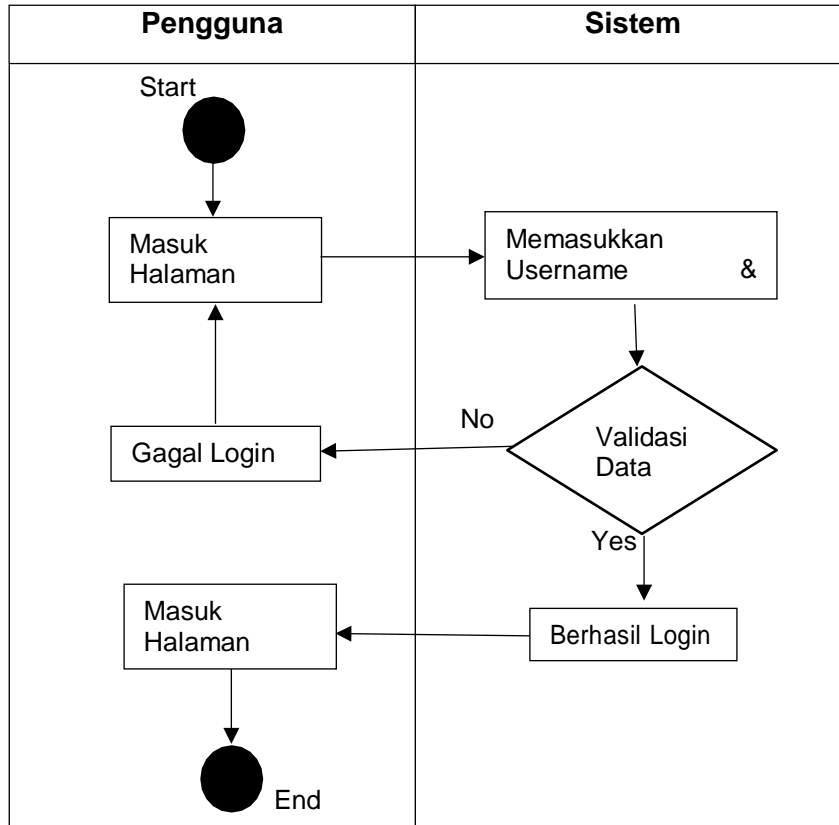 Pengguna
Sistem
Start
Masuk
Halaman
Memasukkan
Username &
No
Validasi
Data
Gagal Login
Yes
Masuk
Halaman
Berhasil Login
End